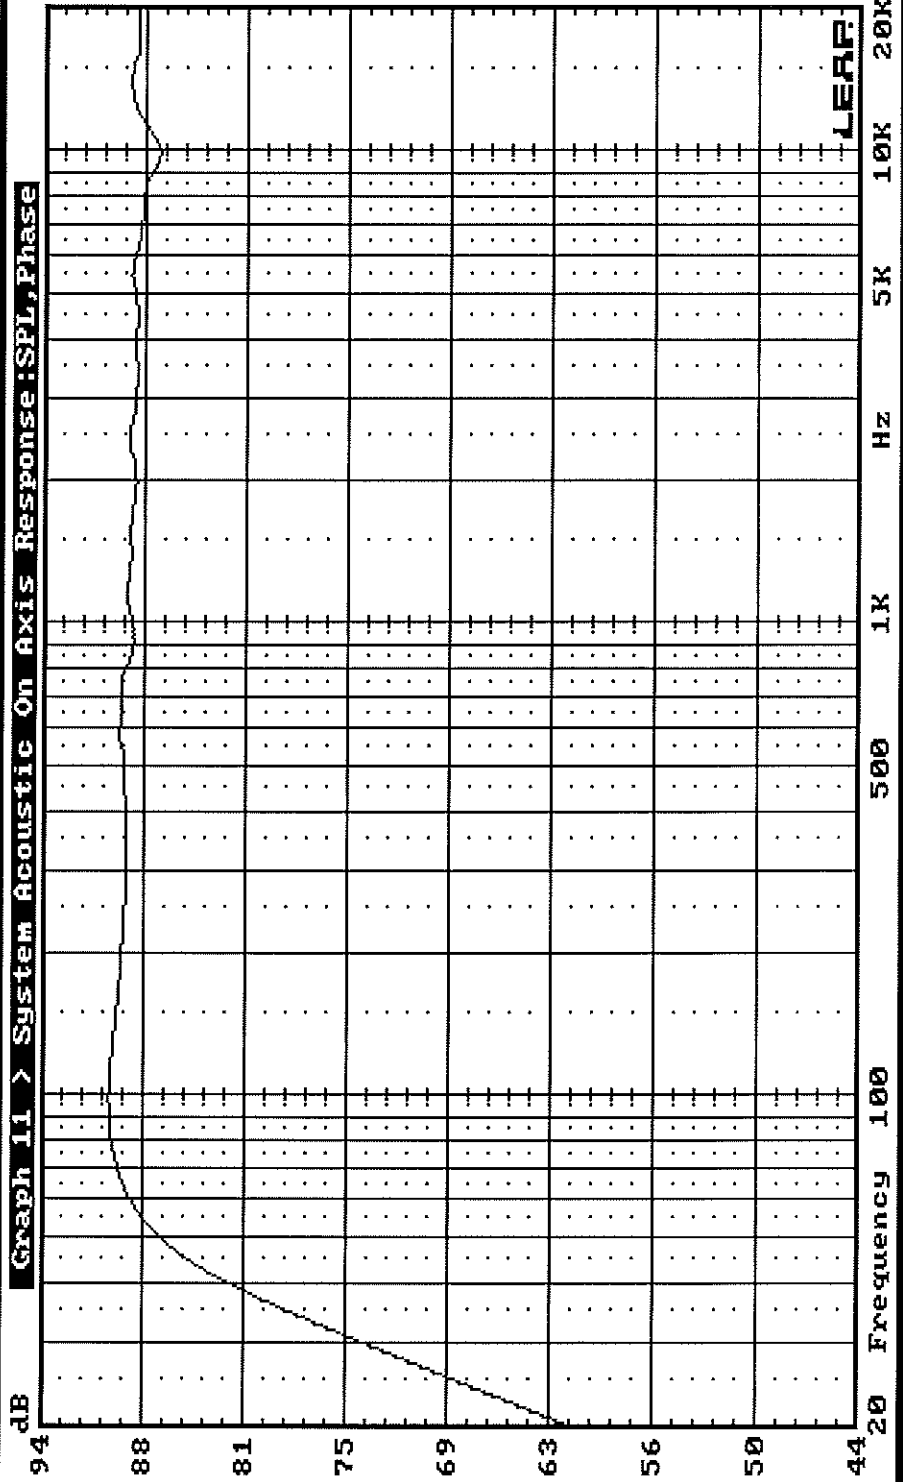 Graph 11 > System Acoustic On Axis Response:SPL,Phase
dB
94
88
81
75
69
63
56
50
44
LEAP
20 Frequency 100 500 1K Hz 5K 10K 20K